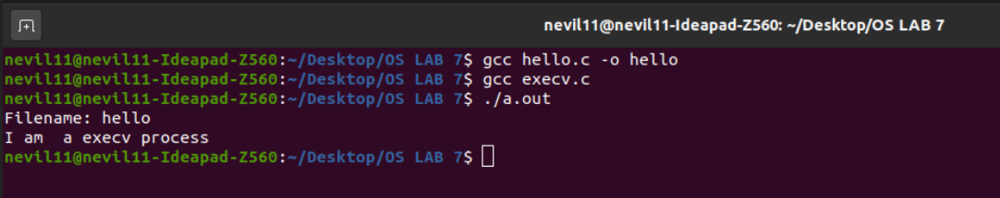 nevil11@nevil11-Ideapad-Z560: ~/Desktop/OS LAB 7
nevil11@nevil11-Ideapad-Z560:~/Desktop/OS LAB 7$ gcc hello.c -o hello
nevil11@nevil11-Ideapad-Z560:~/Desktop/OS LAB 7$ gcc execv.c
nevil11@nevil11-Ideapad-Z560:~/Desktop/OS LAB 7$ ./a.out
Filename: hello
I am  a execv process
nevil11@nevil11-Ideapad-Z560:~/Desktop/OS LAB 7$